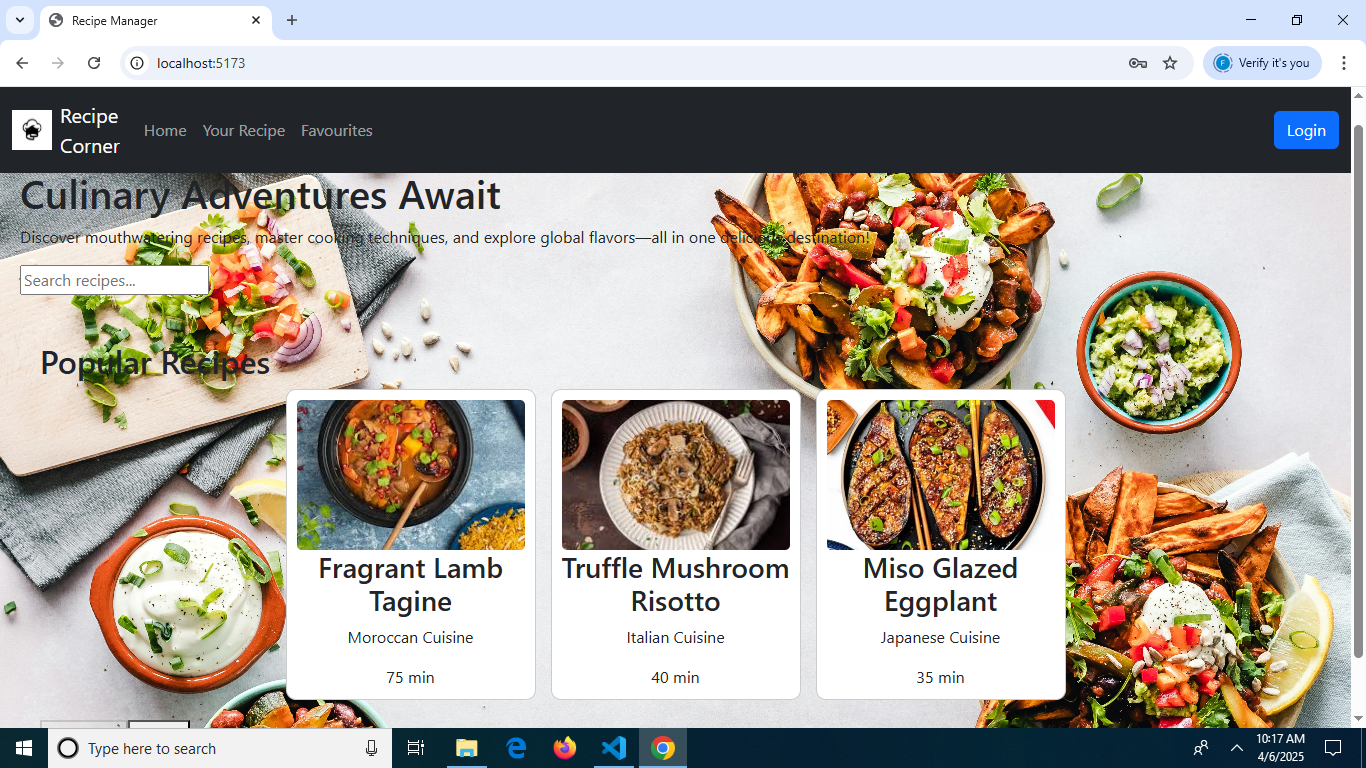 Recipe Manager
localhost:5173
Verify it's you
Recipe
Corner
Home
Your Recipe
Favourites
Login
Culinary Adventures Await
Discover mouthwatering recipes, master cooking techniques, and explore global flavors—all in one delicious destination!
Search recipes...
Popular Recipes
Fragrant Lamb
Tagine
Moroccan Cuisine
75 min
Truffle Mushroom
Risotto
Italian Cuisine
40 min
Miso Glazed
Eggplant
Japanese Cuisine
35 min
Type here to search
10:17 AM
4/6/2025